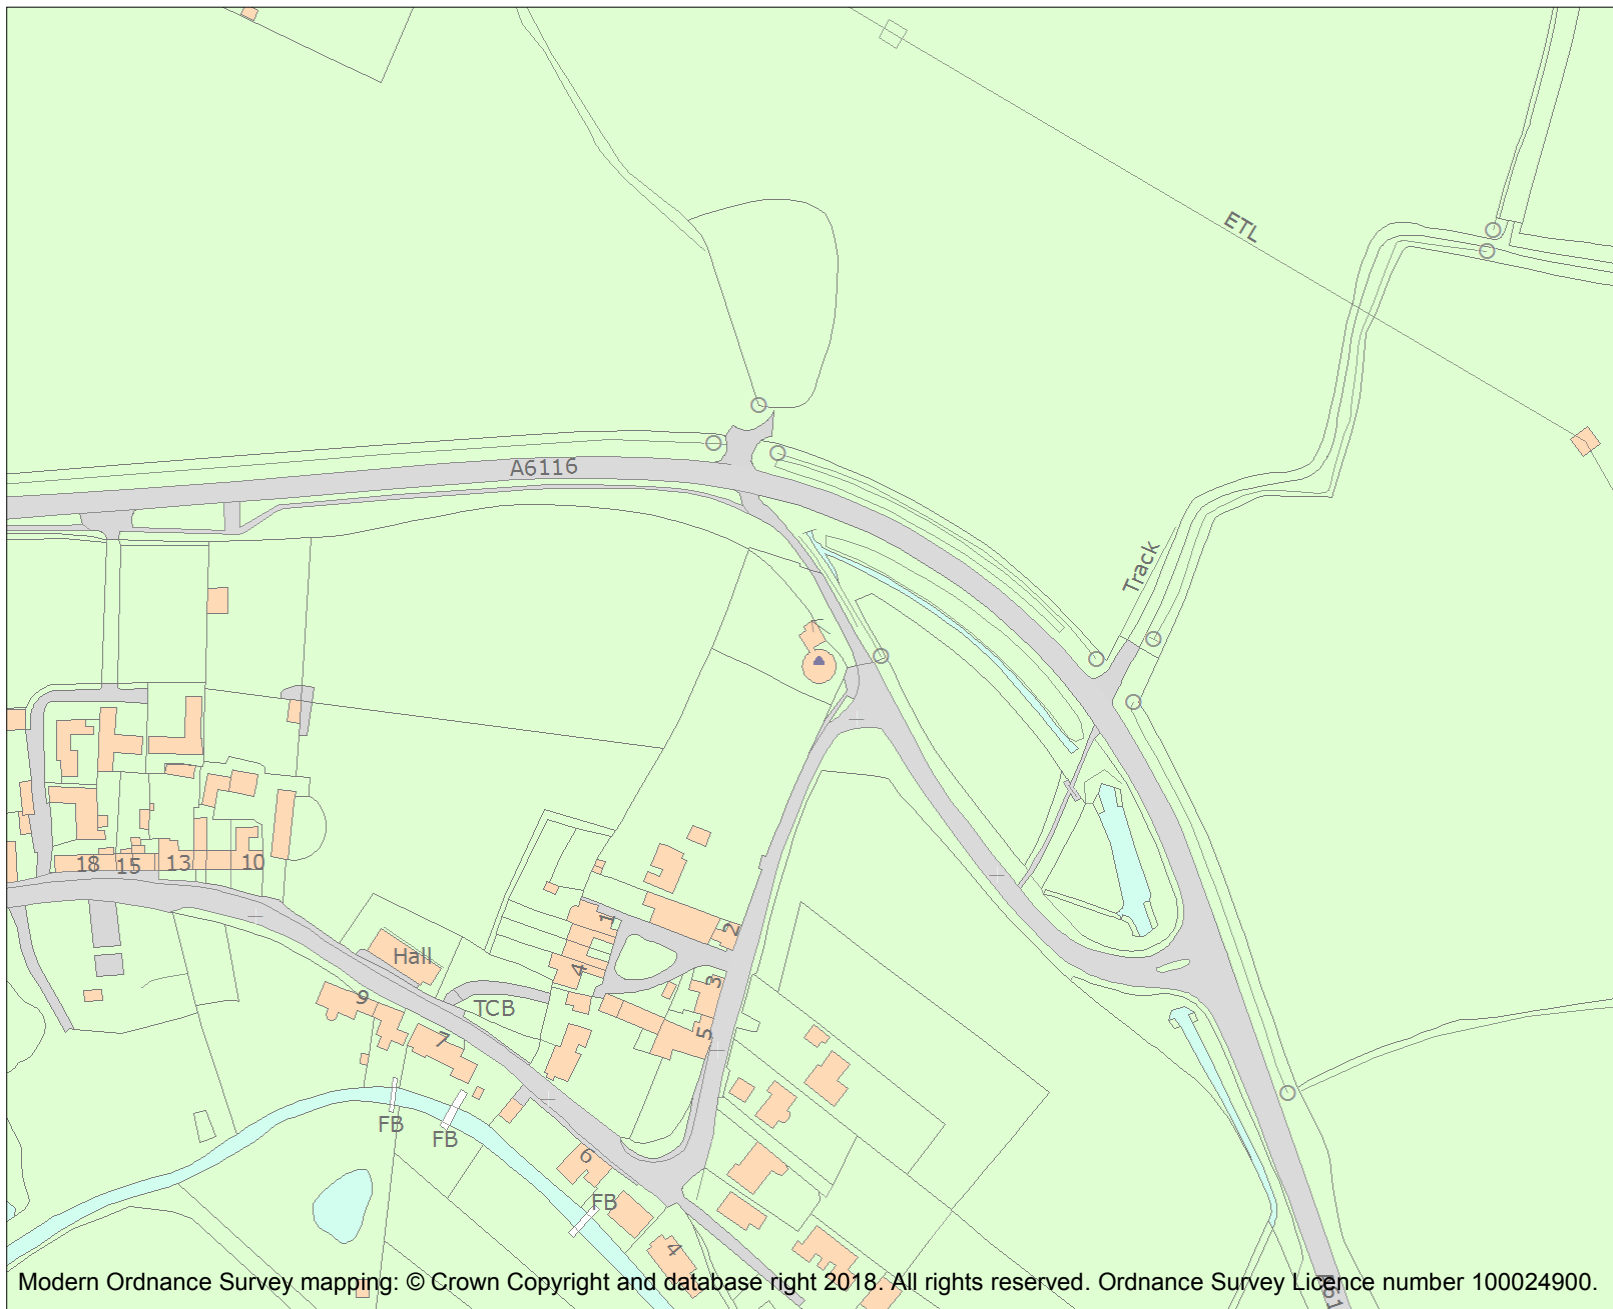 ETL
A6116
Track
18
15
13
10
Hall
1
2
4
3
9
TCB
5
7
FB
FB
6
FB
4
Modern Ordnance Survey mapping: © Crown Copyright and database right 2018. All rights reserved. Ordnance Survey Licence number 100024900.